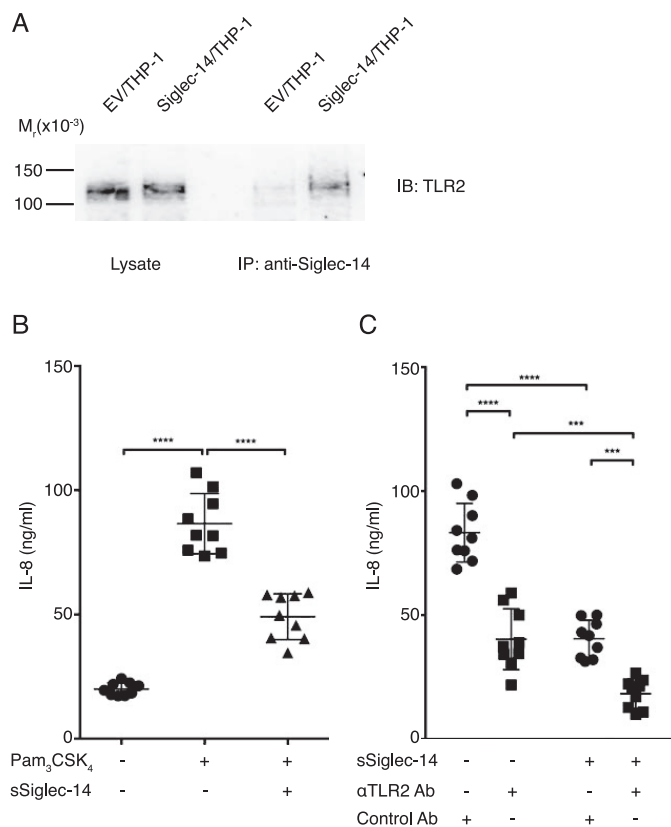 A
EV/THP-1 Siglec-14/THP-1 EV/THP-1 Siglec-14/THP-1
Mr(x10-3)
150
100
IB: TLR2
Lysate IP: anti-Siglec-14
B
150
100
50
0
IL-8 (ng/ml)
**** ****
Pam3CSK4 - + +
sSiglec-14 - - +
C
150
100
50
0
IL-8 (ng/ml)
****
****
***
***
sSiglec-14 - - + +
αTLR2 Ab - + - +
Control Ab + - + -